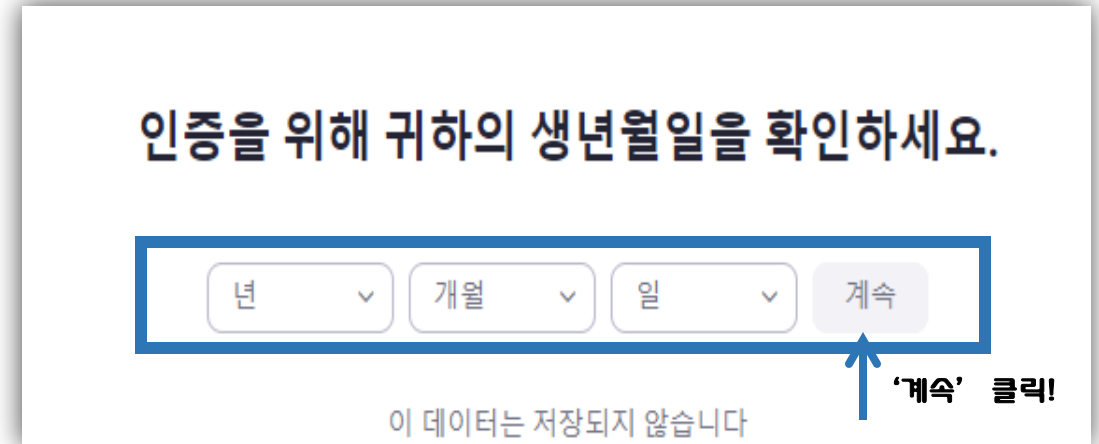 인증을 위해 귀하의 생년월일을 확인하세요.
년 개월 일 계속
‘계속’ 클릭!
이 데이터는 저장되지 않습니다